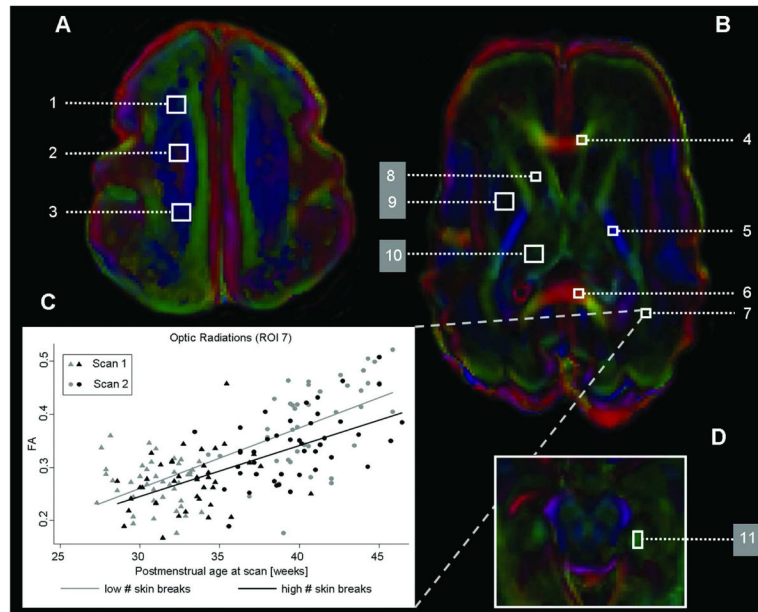 A
B
1
2
3
4
8
9
5
10
6
7
C
Optic Radiations (ROI 7)
Scan 1
Scan 2
0.5
0.4
0.3
0.2
FA
25 30 35 40 45
Postmenstrual age at scan [weeks]
low # skin breaks high # skin breaks
D
11